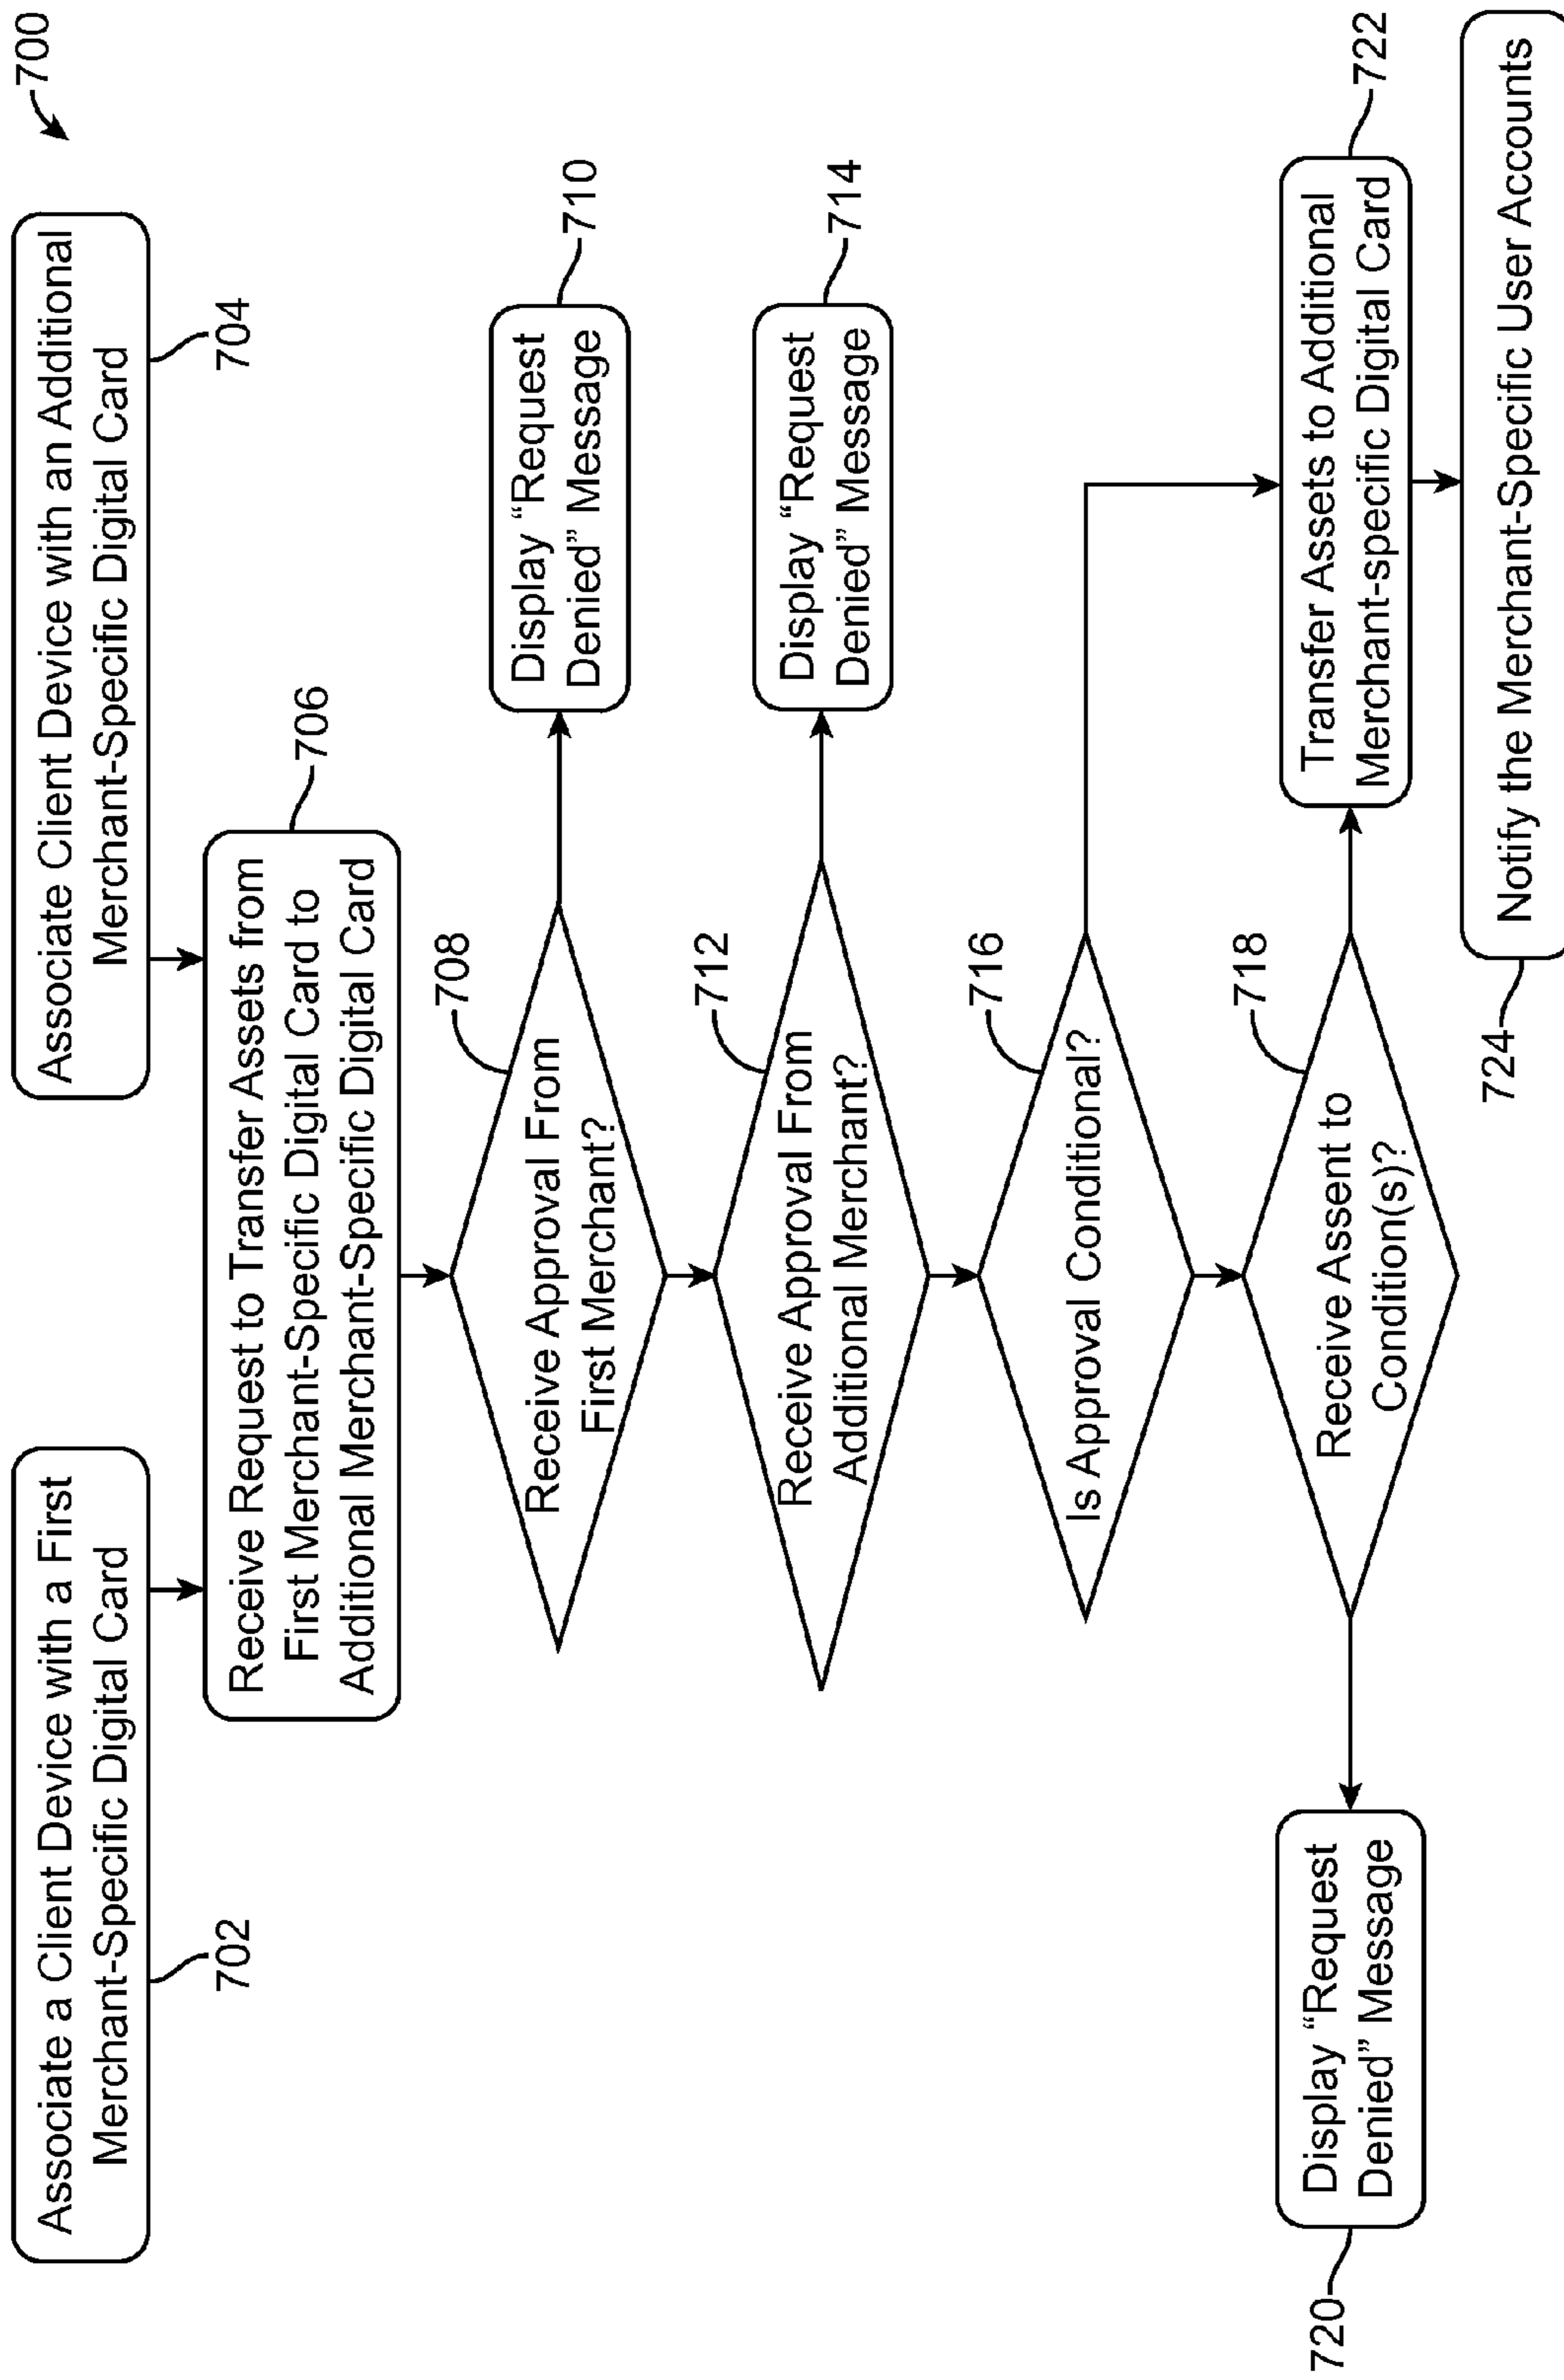 700
Associate a Client Device with a First
Merchant-Specific Digital Card
702
Associate Client Device with an Additional
Merchant-Specific Digital Card
704
Receive Request to Transfer Assets from
First Merchant-Specific Digital Card to
Additional Merchant-Specific Digital Card
706
Receive Approval From
First Merchant?
708
Display “Request
Denied” Message
710
Receive Approval From
Additional Merchant?
712
Display “Request
Denied” Message
714
Is Approval Conditional?
716
Receive Assent to
Condition(s)?
718
Display “Request
Denied” Message
720
Transfer Assets to Additional
Merchant-specific Digital Card
722
Notify the Merchant-Specific User Accounts
724